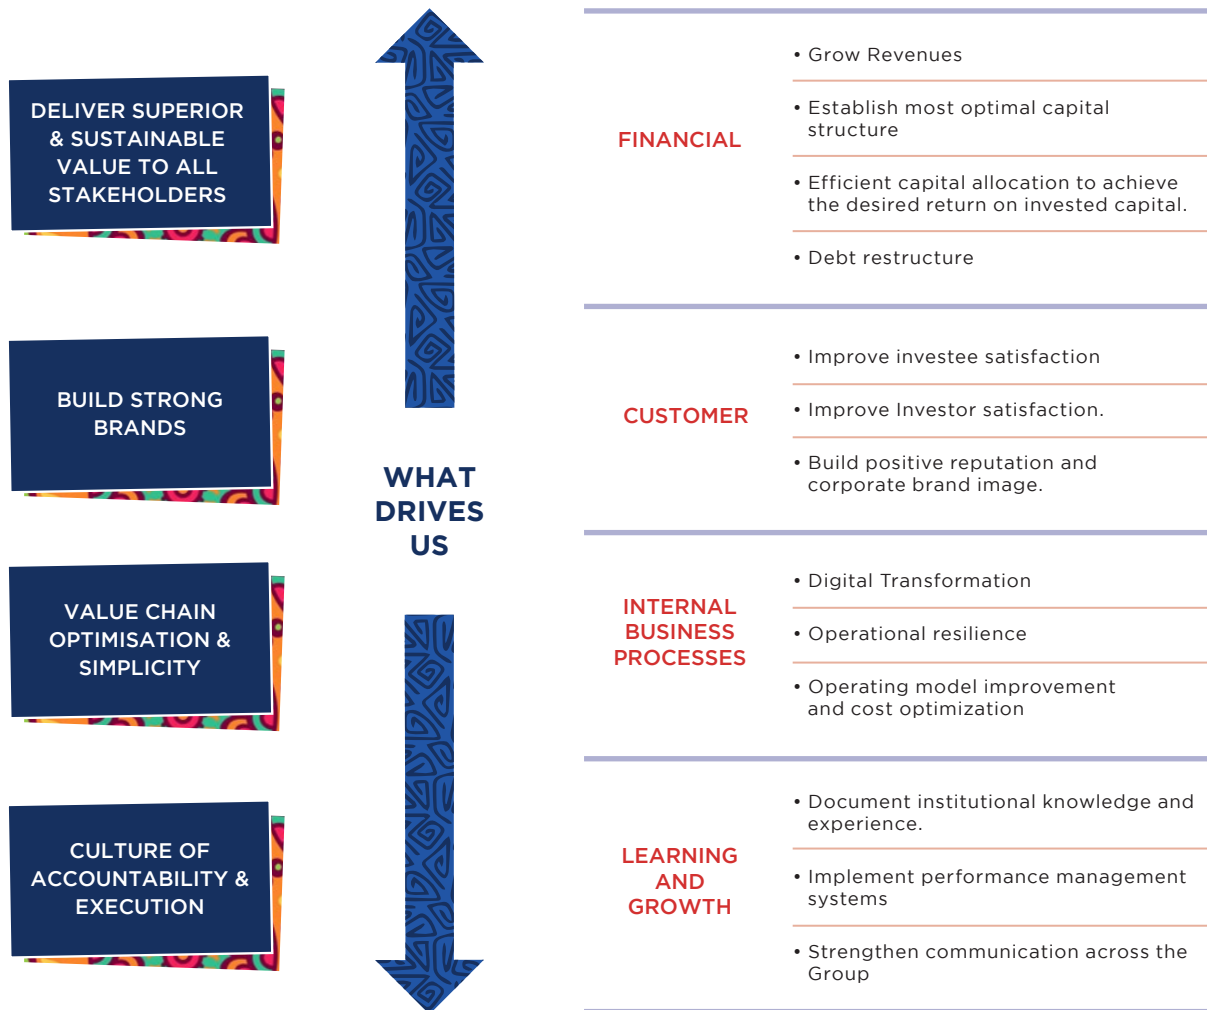 DELIVER SUPERIOR
& SUSTAINABLE
VALUE TO ALL
STAKEHOLDERS
BUILD STRONG
BRANDS
VALUE CHAIN
OPTIMISATION &
SIMPLICITY
CULTURE OF
ACCOUNTABILITY &
EXECUTION
WHAT
DRIVES
US
FINANCIAL
• Grow Revenues
• Establish most optimal capital
structure
• Efficient capital allocation to achieve
the desired return on invested capital.
• Debt restructure
CUSTOMER
• Improve investee satisfaction
• Improve Investor satisfaction.
• Build positive reputation and
corporate brand image.
INTERNAL
BUSINESS
PROCESSES
• Digital Transformation
• Operational resilience
• Operating model improvement
and cost optimization
LEARNING
AND
GROWTH
• Document institutional knowledge and
experience.
• Implement performance management
systems
• Strengthen communication across the
Group